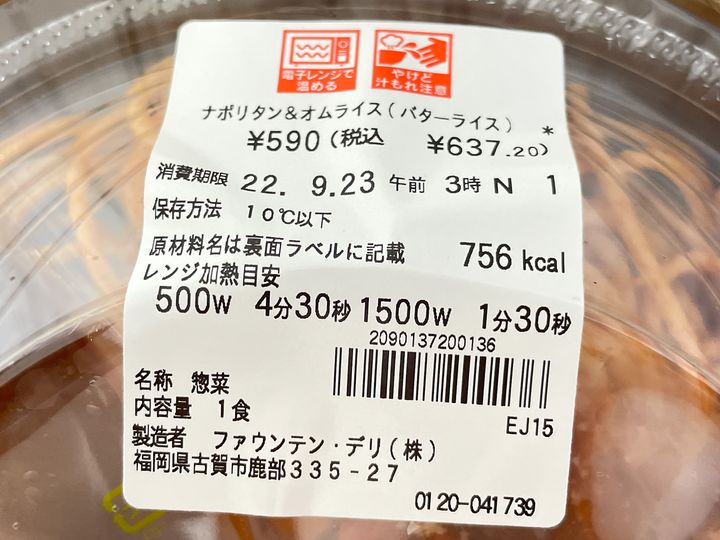 電子レンジで
温める
やけど
汁もれ注意
ナポリタン&オムライス(バターライス) *
¥590(税込 ¥637.20)
消費期限 22. 9.23 午前 3時 N 1
保存方法 10℃以下
原材料名は裏面ラベルに記載 756 kcal
レンジ加熱目安
500W 4分30秒 1500W 1分30秒
2090137200136
名称 惣菜
内容量 1食
EJ15
製造者 ファウンテン・デリ(株)
福岡県古賀市鹿部335-27
0120-041739